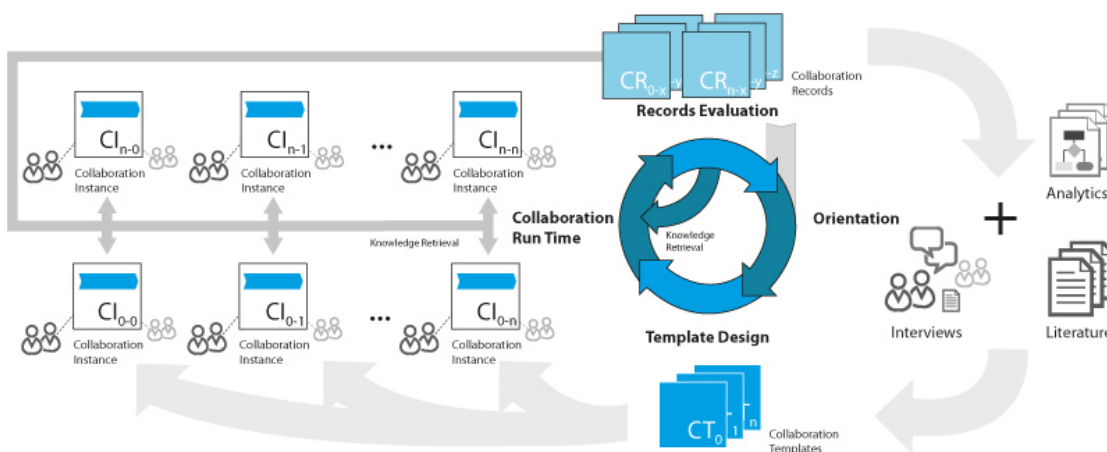 CR0-x
-y
CRn-x
-y
-z
Collaboration
Records
Records Evaluation
CIn-0
Collaboration
Instance
CIn-1
Collaboration
Instance
...
CIn-n
Collaboration
Instance
Analytics
Collaboration
Run Time
Knowledge Retrieval
Knowledge
Retrieval
Orientation
+
CI0-0
Collaboration
Instance
CI0-1
Collaboration
Instance
...
CI0-n
Collaboration
Instance
Template Design
Interviews
Literature
CT0
T1
Tn
Collaboration
Templates